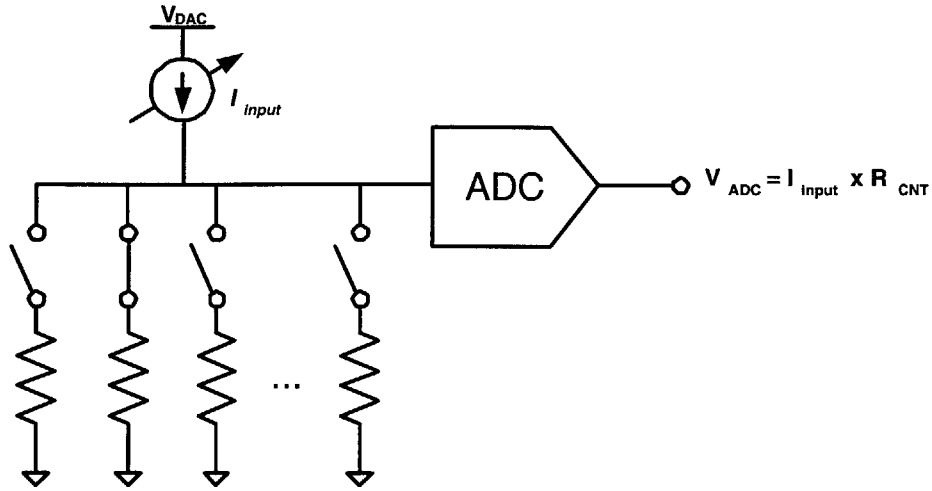 VDAC
I input
ADC
V ADC = I Input x R CNT
...